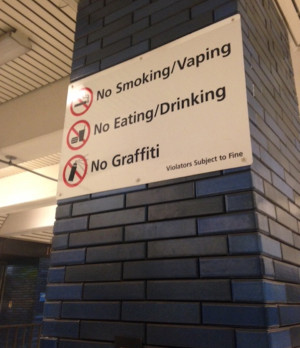 No Smoking/Vaping
No Eating/Drinking
No Graffiti
Violators Subject to Fine